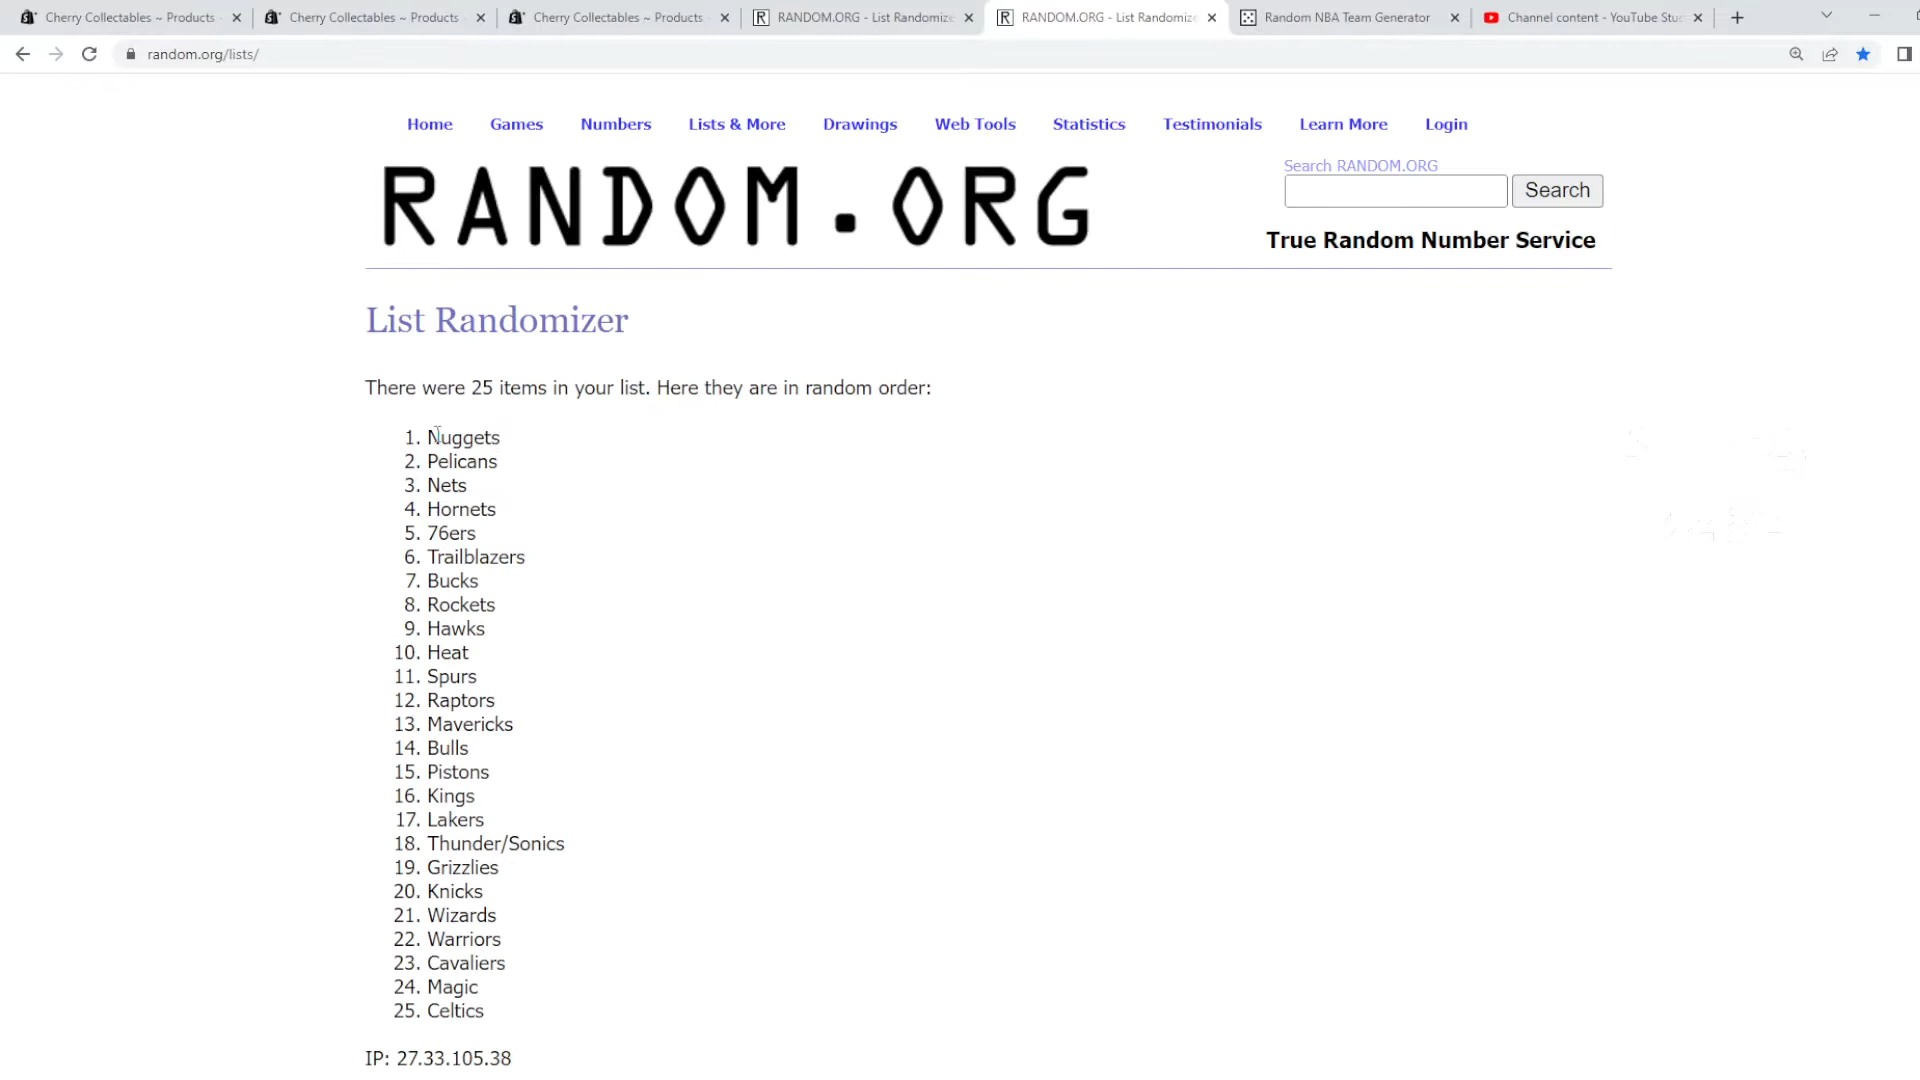 Cherry Collectables ~ Products
Cherry Collectables ~ Products
Cherry Collectables ~ Products
RANDOM.ORG - List Randomize
RANDOM.ORG - List Randomize
Random NBA Team Generator
Channel content - YouTube Stu
random.org/lists/
Home Games Numbers Lists & More Drawings Web Tools Statistics Testimonials Learn More Login
RANDOM.ORG
Search RANDOM.ORG
Search
True Random Number Service
List Randomizer
There were 25 items in your list. Here they are in random order:
1. Nuggets
2. Pelicans
3. Nets
4. Hornets
5. 76ers
6. Trailblazers
7. Bucks
8. Rockets
9. Hawks
10. Heat
11. Spurs
12. Raptors
13. Mavericks
14. Bulls
15. Pistons
16. Kings
17. Lakers
18. Thunder/Sonics
19. Grizzlies
20. Knicks
21. Wizards
22. Warriors
23. Cavaliers
24. Magic
25. Celtics
IP: 27.33.105.38